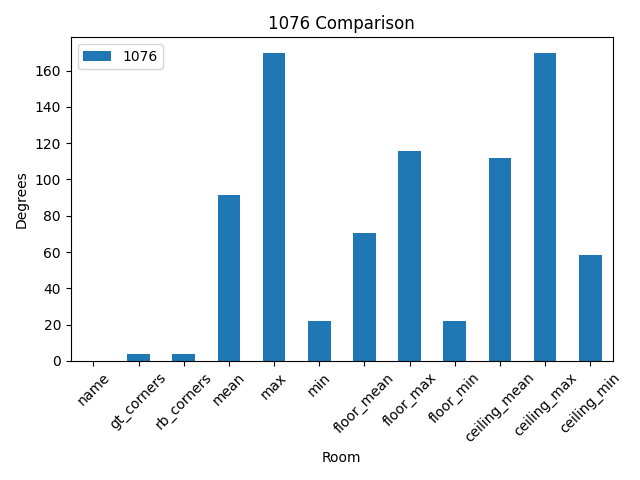 1076 Comparison
1076
Degrees
160
140
120
100
80
60
40
20
0
name
gt_corners
rb_corners
mean
max
min
floor_mean
floor_max
floor_min
ceiling_mean
ceiling_max
ceiling_min
Room